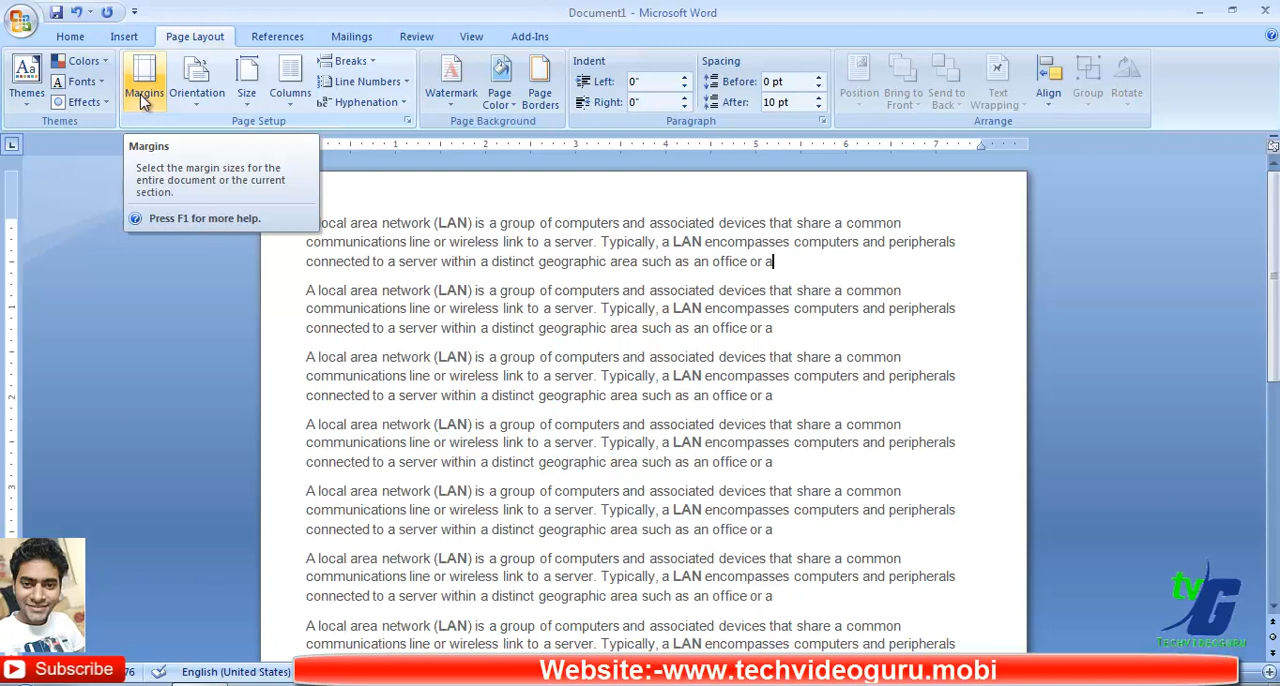 Document1 - Microsoft Word
Home Insert Page Layout References Mailings Review View Add-Ins
Themes
Colors
Fonts
Effects
Themes
Margins
Orientation
Size
Columns
Breaks
Line Numbers
Hyphenation
Page Setup
Watermark
Page Color
Page Borders
Page Background
Indent
Left: 0"
Right: 0"
Spacing
Before: 0 pt
After: 10 pt
Paragraph
Position
Bring to Front
Send to Back
Text Wrapping
Align
Group
Rotate
Arrange
Margins
Select the margin sizes for the
entire document or the current
section.
Press F1 for more help.
1 2 3 4 5 6 7
1
2
3
local area network (LAN) is a group of computers and associated devices that share a common
communications line or wireless link to a server. Typically, a LAN encompasses computers and peripherals
connected to a server within a distinct geographic area such as an office or a
A local area network (LAN) is a group of computers and associated devices that share a common
communications line or wireless link to a server. Typically, a LAN encompasses computers and peripherals
connected to a server within a distinct geographic area such as an office or a
A local area network (LAN) is a group of computers and associated devices that share a common
communications line or wireless link to a server. Typically, a LAN encompasses computers and peripherals
connected to a server within a distinct geographic area such as an office or a
A local area network (LAN) is a group of computers and associated devices that share a common
communications line or wireless link to a server. Typically, a LAN encompasses computers and peripherals
connected to a server within a distinct geographic area such as an office or a
A local area network (LAN) is a group of computers and associated devices that share a common
communications line or wireless link to a server. Typically, a LAN encompasses computers and peripherals
connected to a server within a distinct geographic area such as an office or a
A local area network (LAN) is a group of computers and associated devices that share a common
communications line or wireless link to a server. Typically, a LAN encompasses computers and peripherals
connected to a server within a distinct geographic area such as an office or a
A local area network (LAN) is a group of computers and associated devices that share a common
communications line or wireless link to a server. Typically, a LAN encompasses computers and peripherals
tv G
TECHVIDEOGURU
Subscribe
76 English (United States)
Website:-www.techvideoguru.mobi